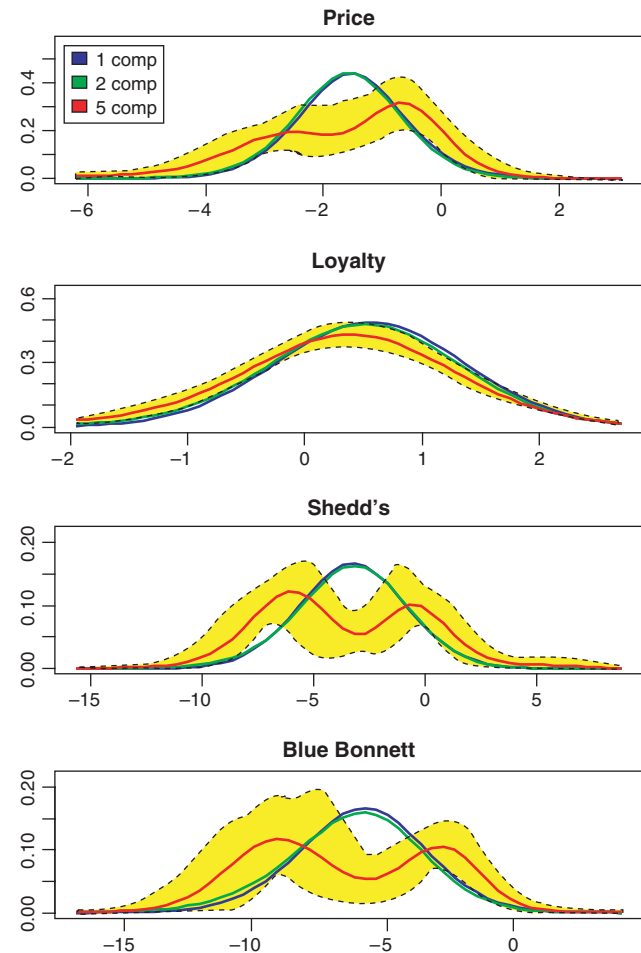 Price
1 comp
2 comp
5 comp
0.4
0.2
0.0
−6 −4 −2 0 2
Loyalty
0.6
0.3
0.0
−2 −1 0 1 2
Shedd’s
0.20
0.10
0.00
−15 −10 −5 0 5
Blue Bonnett
0.20
0.10
0.00
−15 −10 −5 0